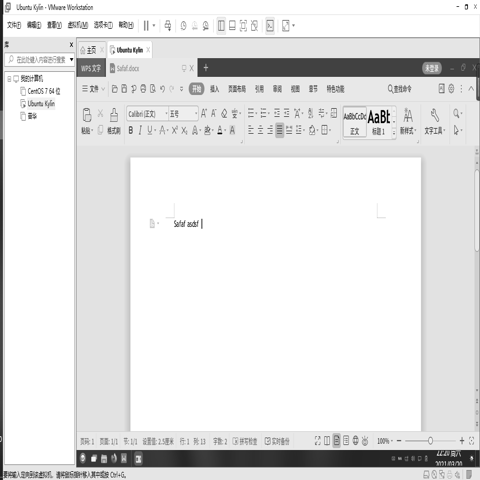 Ubuntu Kylin - VMware Workstation
文件(F) 编辑(E) 查看(V) 虚拟机(M) 选项卡(T) 帮助(H)
库
在此处键入内容进行搜索
我的计算机
CentOS 7 64 位
Ubuntu Kylin
主页 Ubuntu Kylin
WPS 文字 Safaf.docx 未登录
文件 开始 插入 页面布局 引用 审阅 视图 章节 特色功能 查找命令
粘贴 格式刷 Calibri (正文) 五号 AaBbCcDc 正文 AaBb 标题 1 新样式 文字工具
Safaf asdsf
页码: 1 页面: 1/1 节: 1/1 设置值: 2.5厘米 行: 1 列: 13 字数: 2 拼写检查 实时备份 100%
22:20 周六
2021/03/20
要将输入定向到该虚拟机，请将鼠标指针移入其中或按 Ctrl+G。